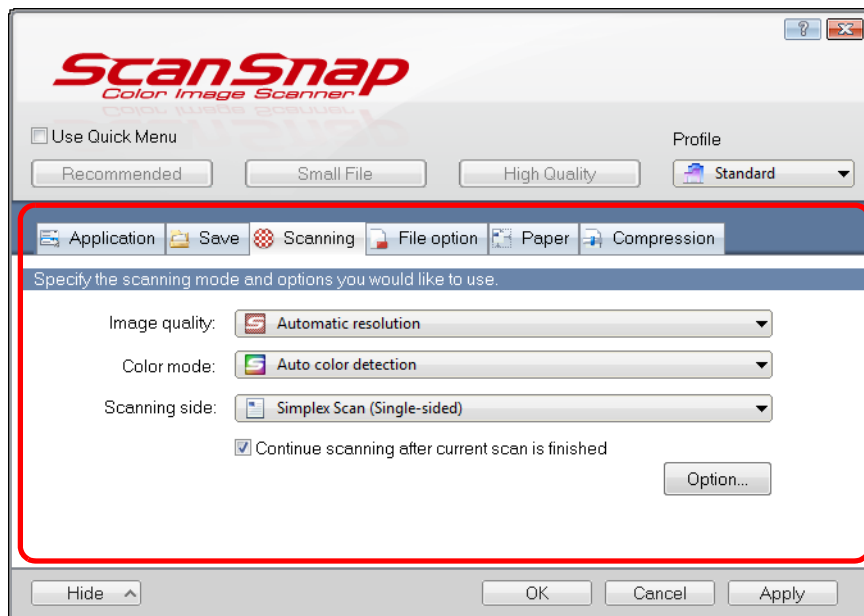 ScanSnap
Color Image Scanner
Use Quick Menu
Profile
Recommended Small File High Quality Standard
Application Save Scanning File option Paper Compression
Specify the scanning mode and options you would like to use.
Image quality: Automatic resolution
Color mode: Auto color detection
Scanning side: Simplex Scan (Single-sided)
Continue scanning after current scan is finished
Option...
Hide OK Cancel Apply